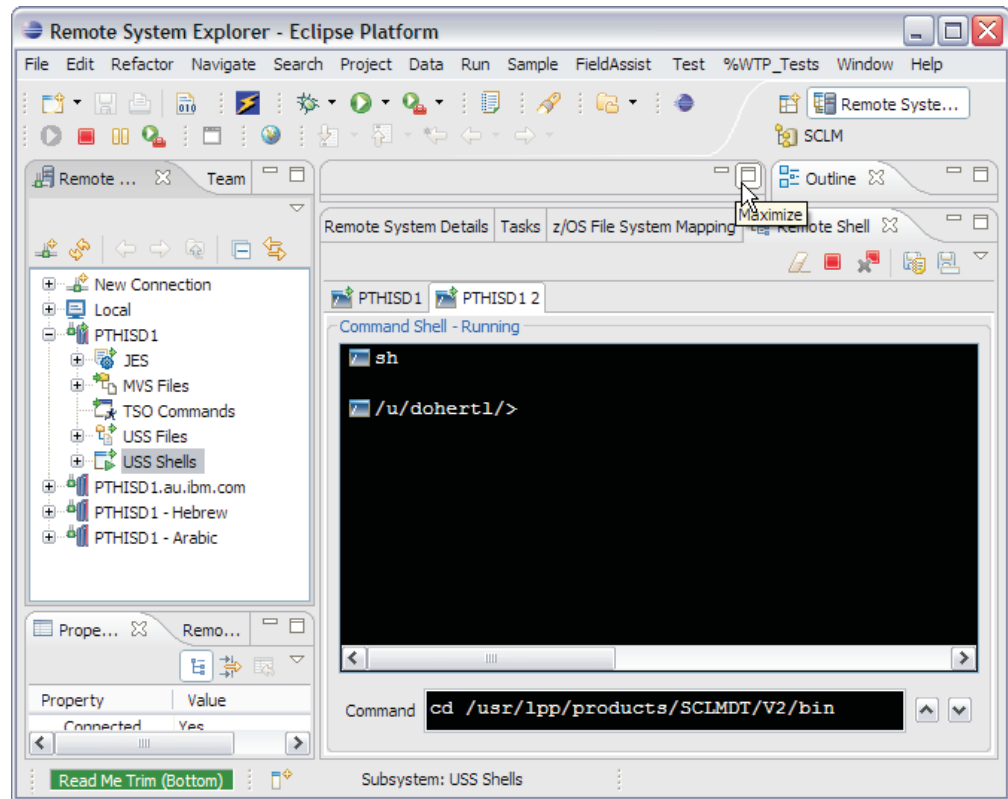 Remote System Explorer - Eclipse Platform
File Edit Refactor Navigate Search Project Data Run Sample FieldAssist Test %WTP_Tests Window Help
010
Remote Syste...
SCLM
Remote ... Team
Outline
Maximize
Remote System Details Tasks z/OS File System Mapping Remote Shell
New Connection
Local
PTHISD1
JES
MVS Files
TSO Commands
USS Files
USS Shells
PTHISD1.au.ibm.com
PTHISD1 - Hebrew
PTHISD1 - Arabic
PTHISD1 PTHISD1 2
Command Shell - Running
sh
/u/dohertl/>
Prope... Remo...
Property Value
Connected Yes
Command cd /usr/lpp/products/SCLMDT/V2/bin
Read Me Trim (Bottom) Subsystem: USS Shells